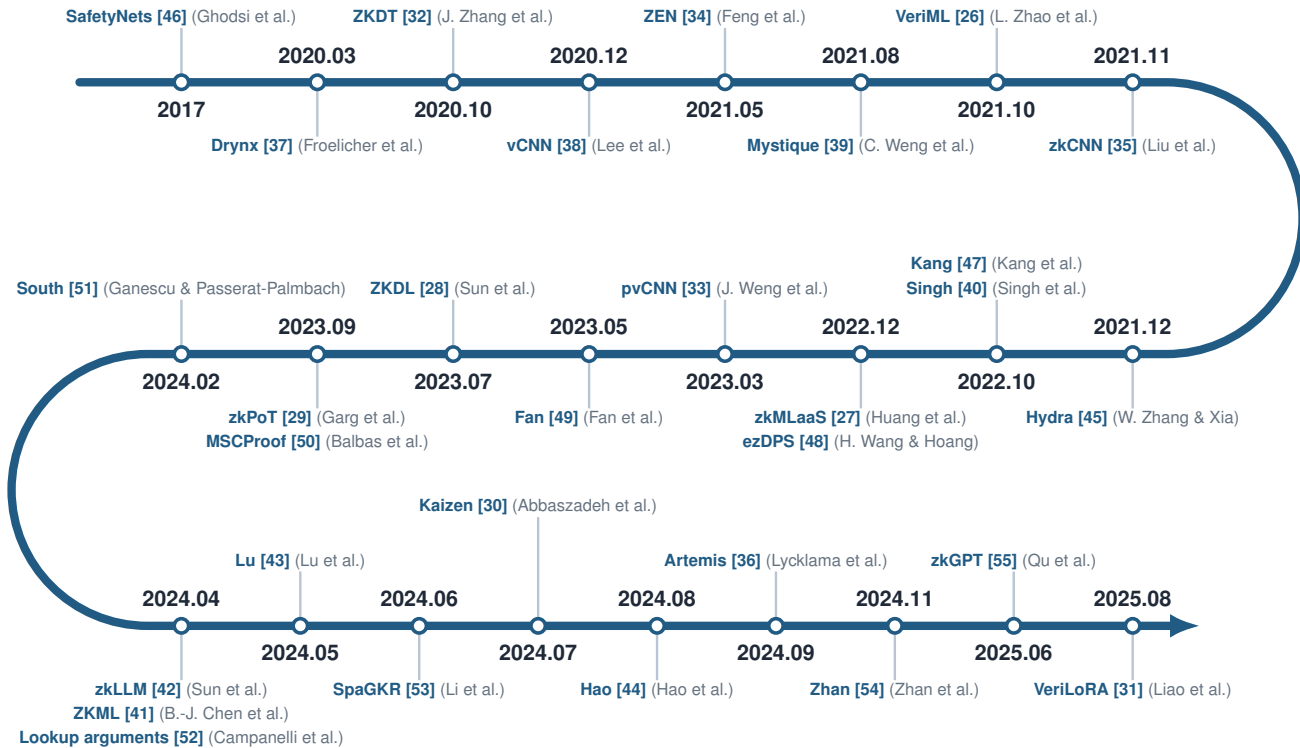 SafetyNets [46] (Ghodsi et al.) ZKDT [32] (J. Zhang et al.) ZEN [34] (Feng et al.) VeriML [26] (L. Zhao et al.)
2020.03 2020.12 2021.08 2021.11
2017 2020.10 2021.05 2021.10
Drynx [37] (Froelicher et al.) vCNN [38] (Lee et al.) Mystique [39] (C. Weng et al.) zkCNN [35] (Liu et al.)
Kang [47] (Kang et al.)
South [51] (Ganescu & Passerat-Palmbach) ZKDL [28] (Sun et al.) pvCNN [33] (J. Weng et al.) Singh [40] (Singh et al.)
2023.09 2023.05 2022.12 2021.12
2024.02 2023.07 2023.03 2022.10
zkPoT [29] (Garg et al.) Fan [49] (Fan et al.) zkMLaaS [27] (Huang et al.) Hydra [45] (W. Zhang & Xia)
MSCProof [50] (Balbas et al.) ezDPS [48] (H. Wang & Hoang)
Kaizen [30] (Abbaszadeh et al.)
Lu [43] (Lu et al.) Artemis [36] (Lycklama et al.) zkGPT [55] (Qu et al.)
2024.04 2024.06 2024.08 2024.11 2025.08
2024.05 2024.07 2024.09 2025.06
zkLLM [42] (Sun et al.) SpaGKR [53] (Li et al.) Hao [44] (Hao et al.) Zhan [54] (Zhan et al.) VeriLoRA [31] (Liao et al.)
ZKML [41] (B.-J. Chen et al.)
Lookup arguments [52] (Campanelli et al.)